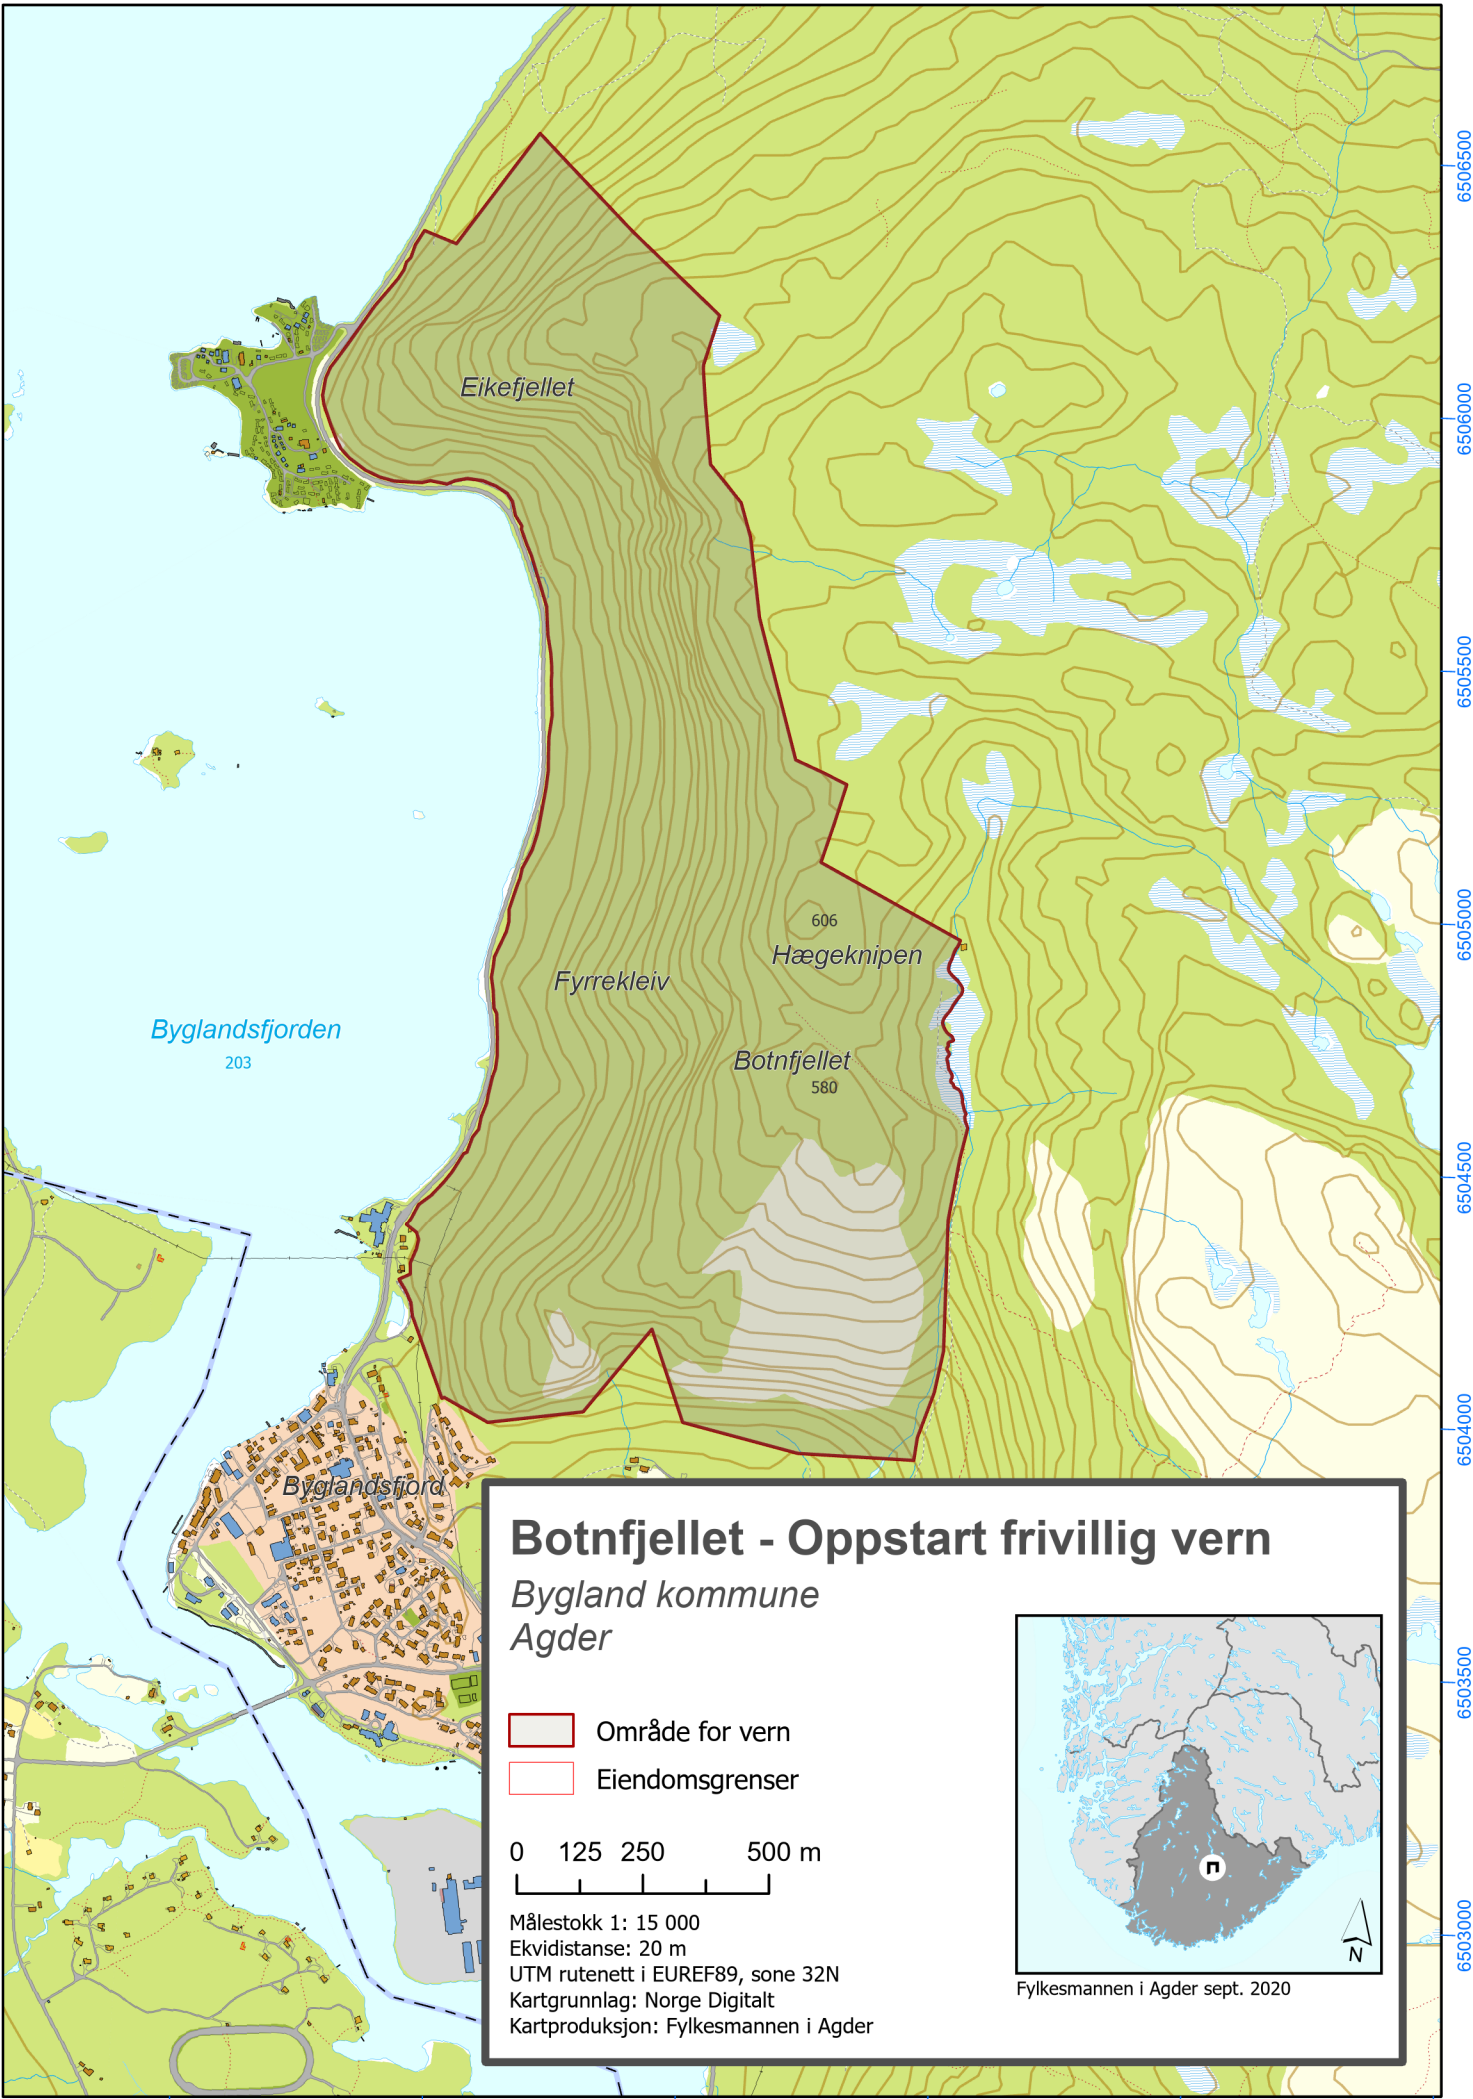 6506500
Eikefjellet
6506000
6505500
606
Hægeknipen
6505000
Fyrrekleiv
Byglandsfjorden
203
Botnfjellet
580
6504500
6504000
Byglandsfjord
Botnfjellet - Oppstart frivillig vern
Bygland kommune
Agder
6503500
Område for vern
Eiendomsgrenser
0 125 250 500 m
Målestokk 1: 15 000
Ekvidistanse: 20 m
UTM rutenett i EUREF89, sone 32N
Kartgrunnlag: Norge Digitalt
Kartproduksjon: Fylkesmannen i Agder
N
Fylkesmannen i Agder sept. 2020
6503000